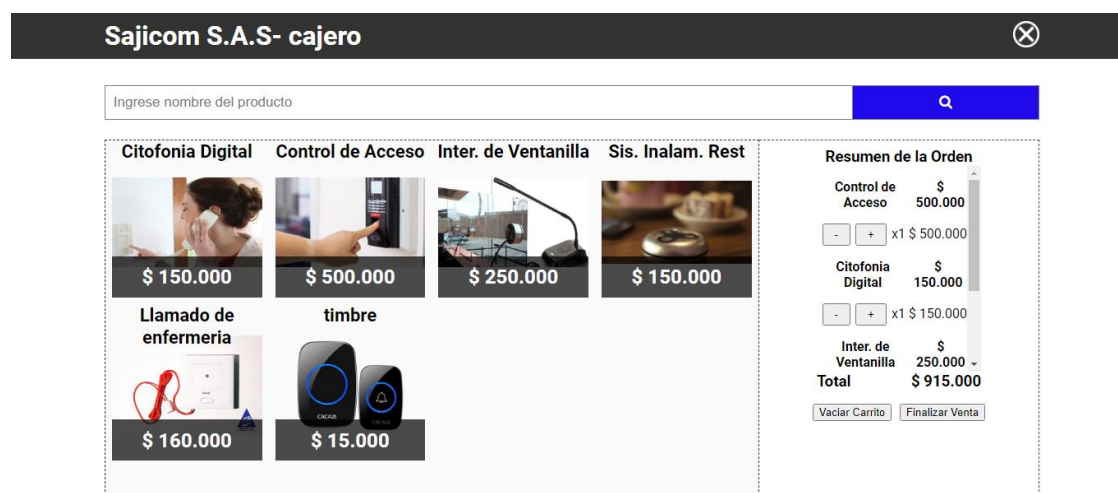 Sajicom S.A.S- cajero
Ingrese nombre del producto
Citofonia Digital
$ 150.000
Control de Acceso
$ 500.000
Inter. de Ventanilla
$ 250.000
Sis. Inalam. Rest
$ 150.000
Llamado de
enfermeria
$ 160.000
timbre
CACAZI
CACAZI
$ 15.000
Resumen de la Orden
Control de
Acceso
$
500.000
- + x1 $ 500.000
Citofonia
Digital
$
150.000
- + x1 $ 150.000
Inter. de
Ventanilla
$
250.000
Total $ 915.000
Vaciar Carrito Finalizar Venta